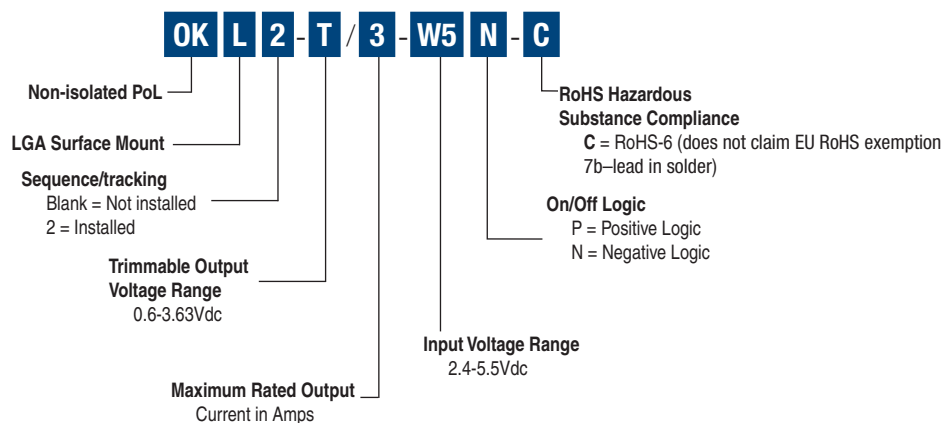 OK L 2 - T / 3 - W5 N - C
Non-isolated PoL
LGA Surface Mount
Sequence/tracking
Blank = Not installed
2 = Installed
Trimmable Output
Voltage Range
0.6-3.63Vdc
Maximum Rated Output
Current in Amps
Input Voltage Range
2.4-5.5Vdc
On/Off Logic
P = Positive Logic
N = Negative Logic
RoHS Hazardous
Substance Compliance
C = RoHS-6 (does not claim EU RoHS exemption
7b–lead in solder)